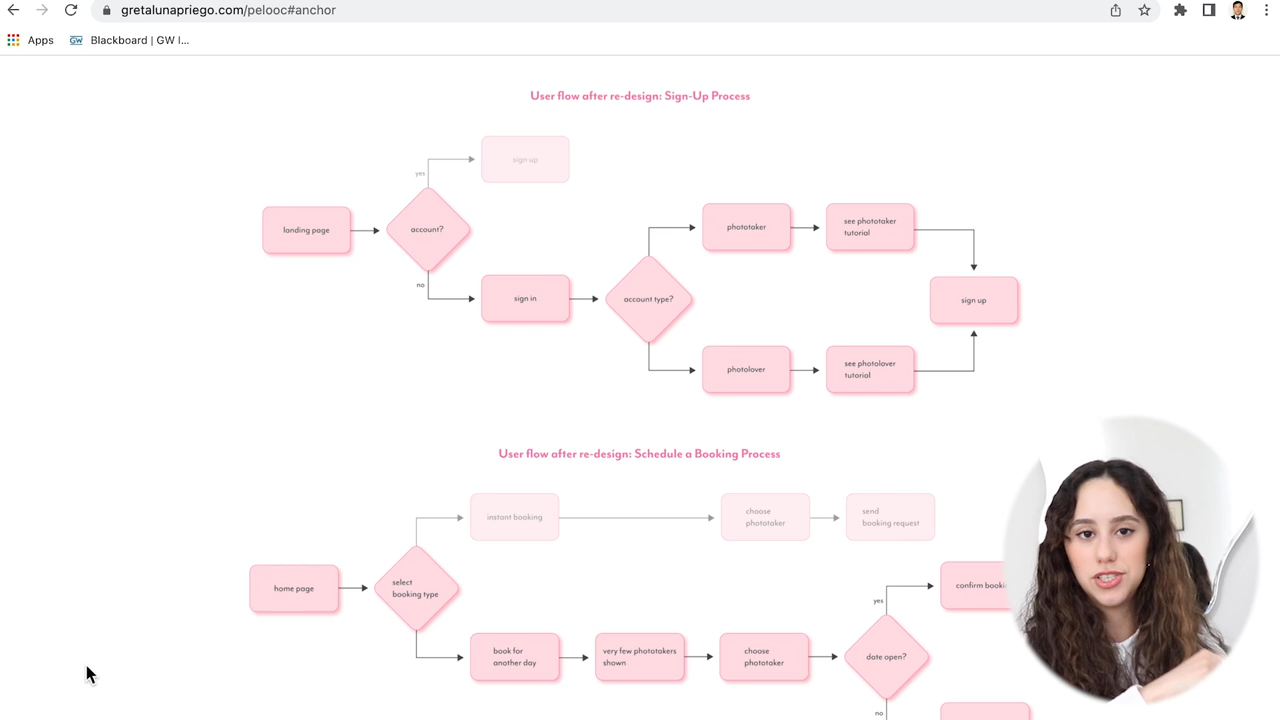 gretalunapriego.com/pelooc#anchor
Apps
Blackboard | GW I...
User flow after re-design: Sign-Up Process
sign up
yes
landing page
account?
no
sign in
account type?
phototaker
see phototaker
tutorial
sign up
photolover
see photolover
tutorial
User flow after re-design: Schedule a Booking Process
instant booking
choose
phototaker
send
booking request
home page
select
booking type
book for
another day
very few phototakers
shown
choose
phototaker
date open?
yes
confirm
no